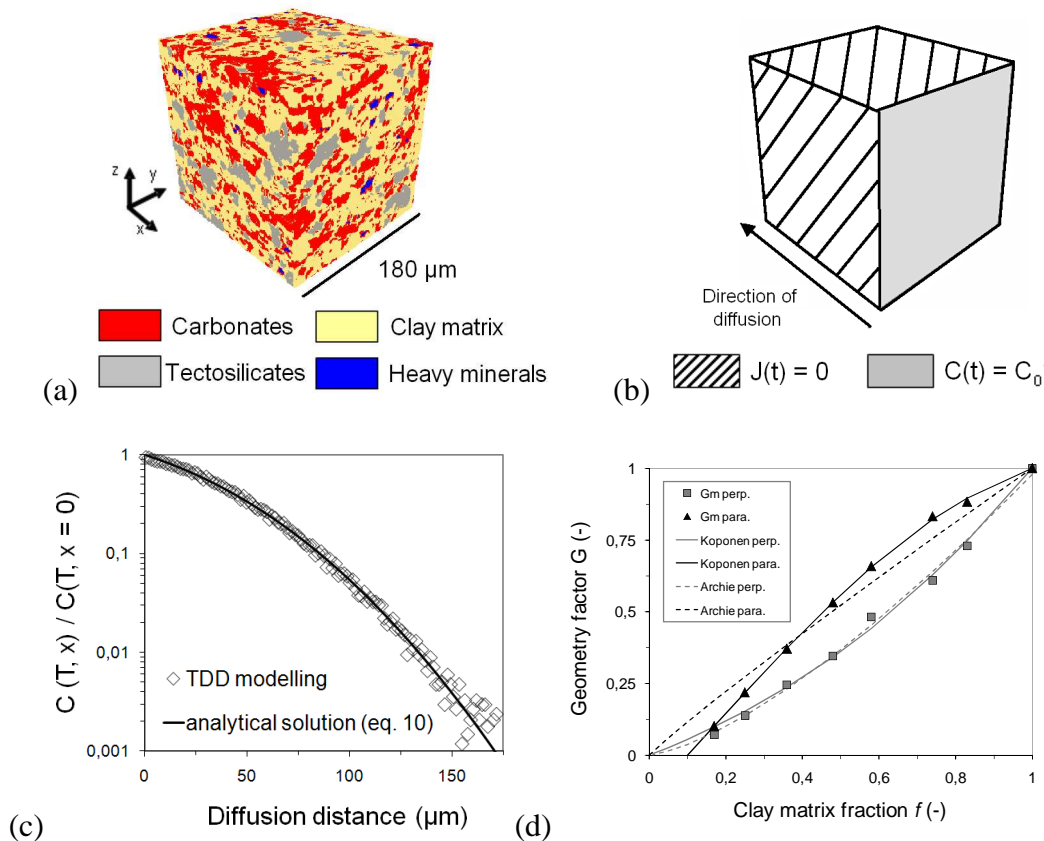 z
y
x
180 µm
Carbonates
Clay matrix
Tectosilicates
Heavy minerals
(a)
Direction of
diffusion
J(t) = 0
C(t) = C₀
(b)
C (T, x) / C(T, x = 0)
1
0,1
0,01
0,001
TDD modelling
analytical solution (eq. 10)
0
50
100
150
Diffusion distance (µm)
(c)
Geometry factor G (-)
1
0,75
0,5
0,25
0
Gm perp.
Gm para.
Koponen perp.
Koponen para.
Archie perp.
Archie para.
0
0,2
0,4
0,6
0,8
1
Clay matrix fraction f (-)
(d)